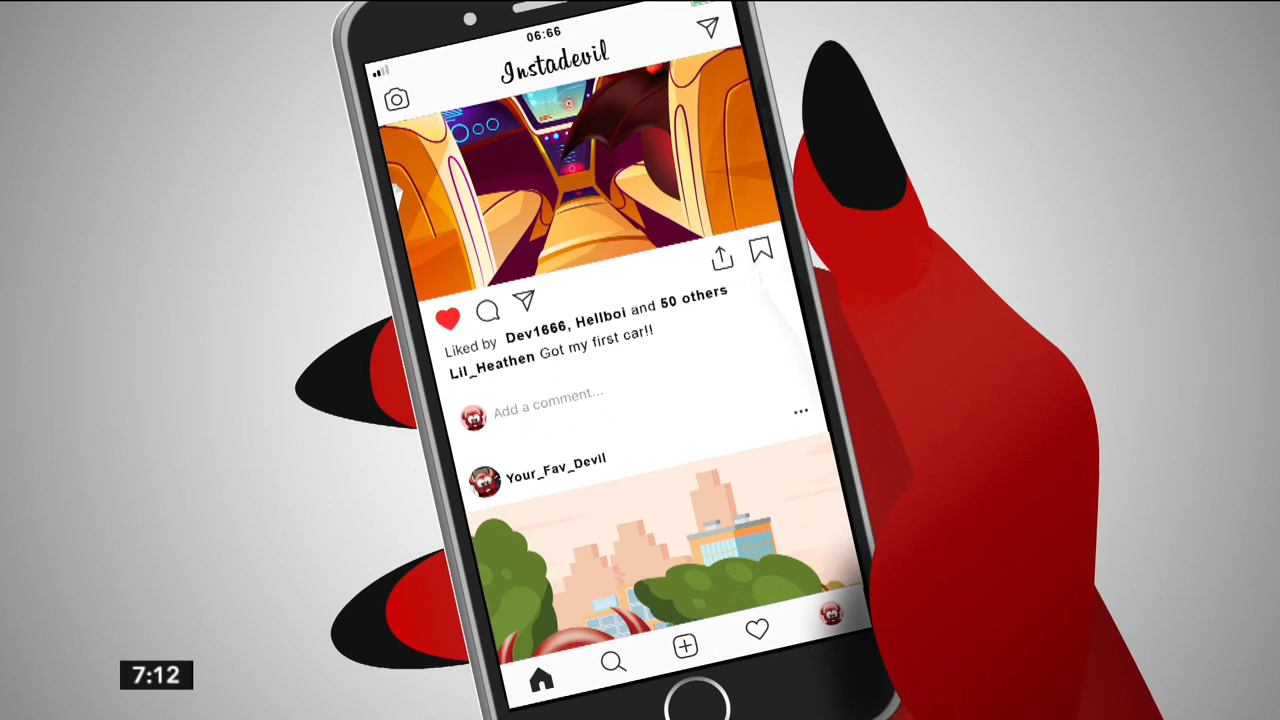 06:66
Instadevil
Liked by Dev1666, Hellboi and 50 others
Lil_Heathen Got my first car!!
Add a comment...
Your_Fav_Devil
7:12